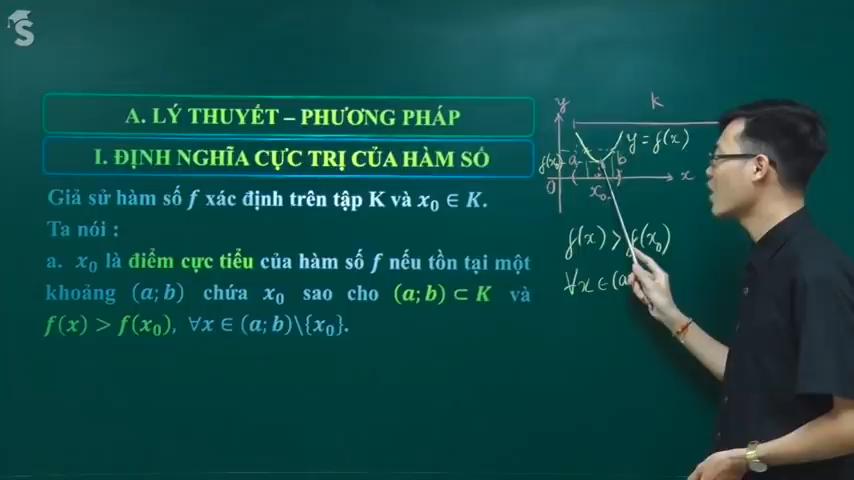 S
A. LÝ THUYẾT – PHƯƠNG PHÁP
I. ĐỊNH NGHĨA CỰC TRỊ CỦA HÀM SỐ
Giả sử hàm số f xác định trên tập K và x₀ ∈ K.
Ta nói :
a. x₀ là điểm cực tiểu của hàm số f nếu tồn tại một
khoảng (a; b) chứa x₀ sao cho (a; b) ⊂ K và
f(x) > f(x₀), ∀x ∈ (a; b)\{x₀}.
y
k
y = f(x)
f(x₀) a b
0 x₀ x
f(x) > f(x₀)
∀x ∈ (a